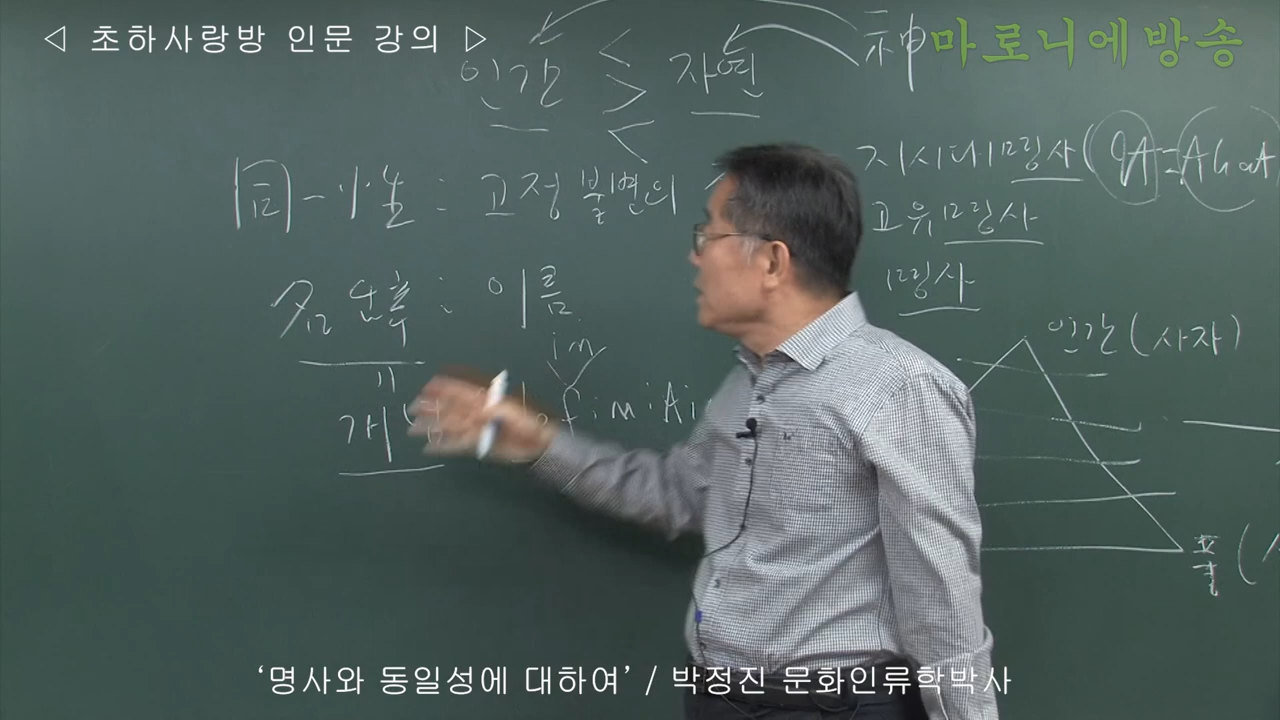 ◁ 초하사랑방 인문 강의 ▷
마로니에방송
인간 < > < 자연 神
同一性 : 고정불변의
지시대명사(
고유명사
명사
名 : 이름
인간(사자)
개념
풀(
‘명사와 동일성에 대하여’ / 박정진 문화인류학박사